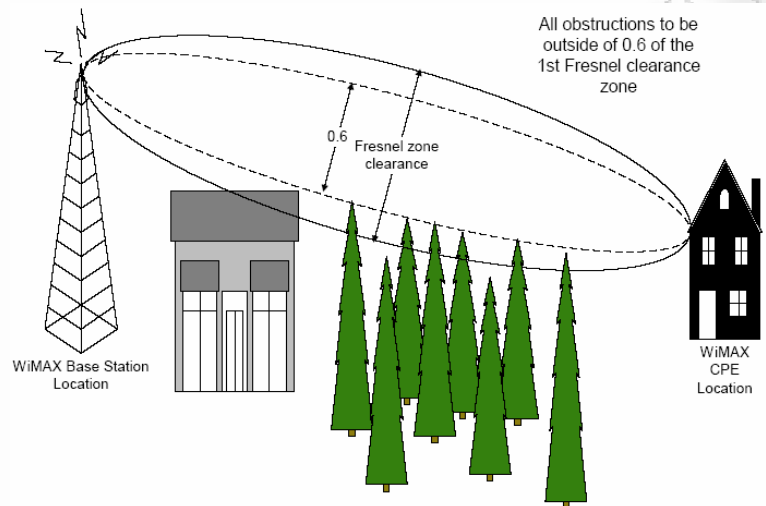 All obstructions to be
outside of 0.6 of the
1st Fresnel clearance
zone
0.6
Fresnel zone
clearance
WiMAX Base Station
Location
WiMAX
CPE
Location